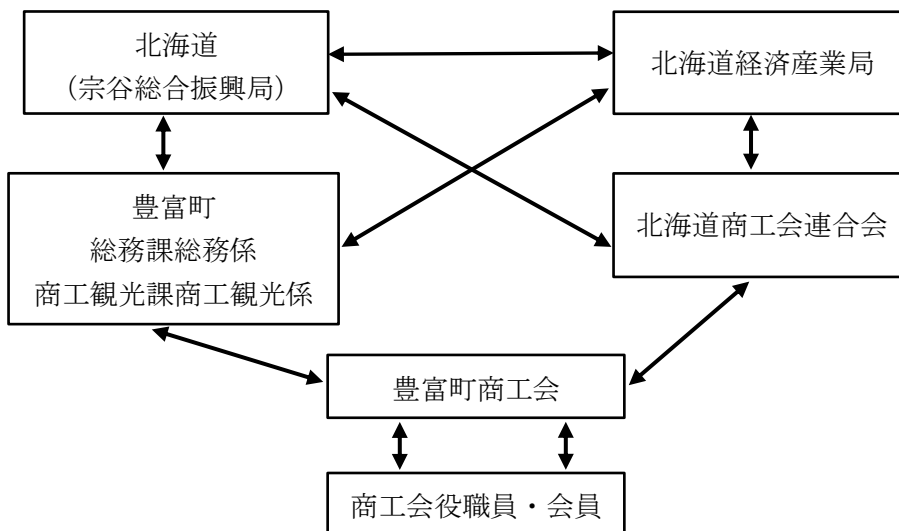 北海道
(宗谷総合振興局)
北海道経済産業局
豊富町
総務課総務係
商工観光課商工観光係
北海道商工会連合会
豊富町商工会
商工会役職員・会員